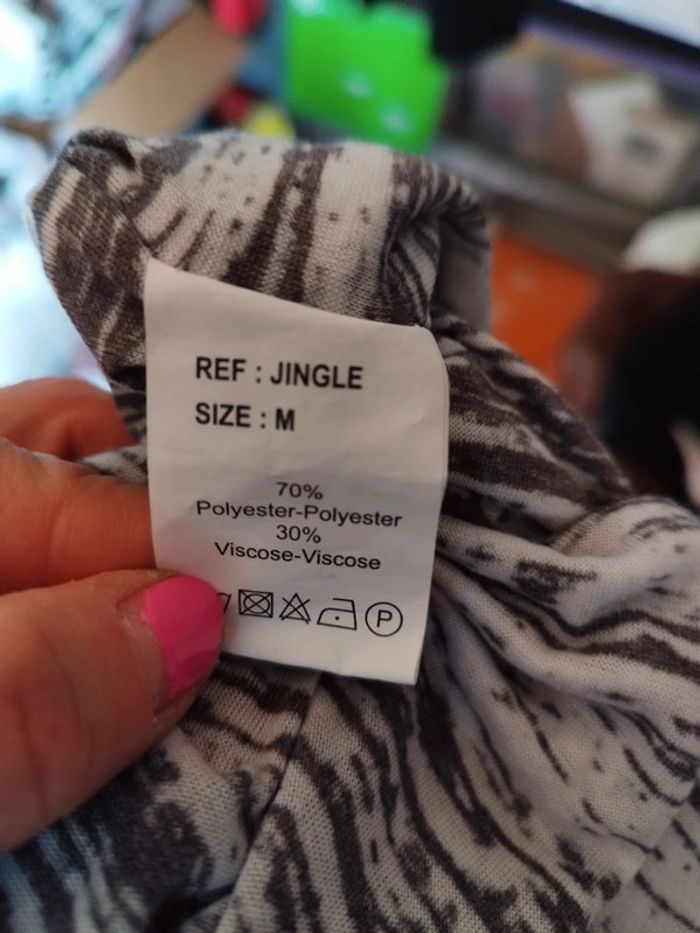 REF : JINGLE
SIZE : M
70%
Polyester-Polyester
30%
Viscose-Viscose
P